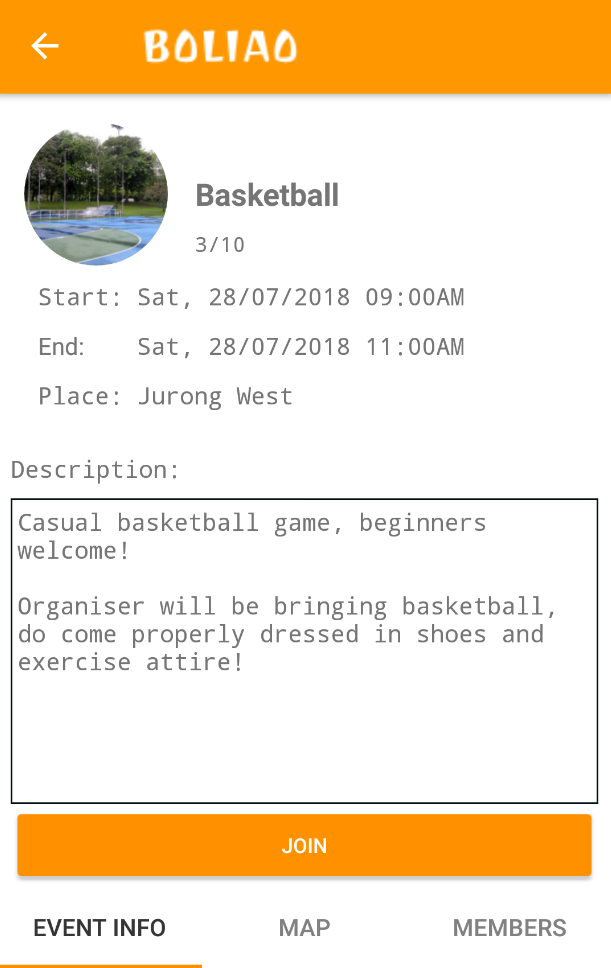 BOLIAO
Basketball
3/10
Start: Sat, 28/07/2018 09:00AM
End: Sat, 28/07/2018 11:00AM
Place: Jurong West
Description:
Casual basketball game, beginners
welcome!
Organiser will be bringing basketball,
do come properly dressed in shoes and
exercise attire!
JOIN
EVENT INFO MAP MEMBERS